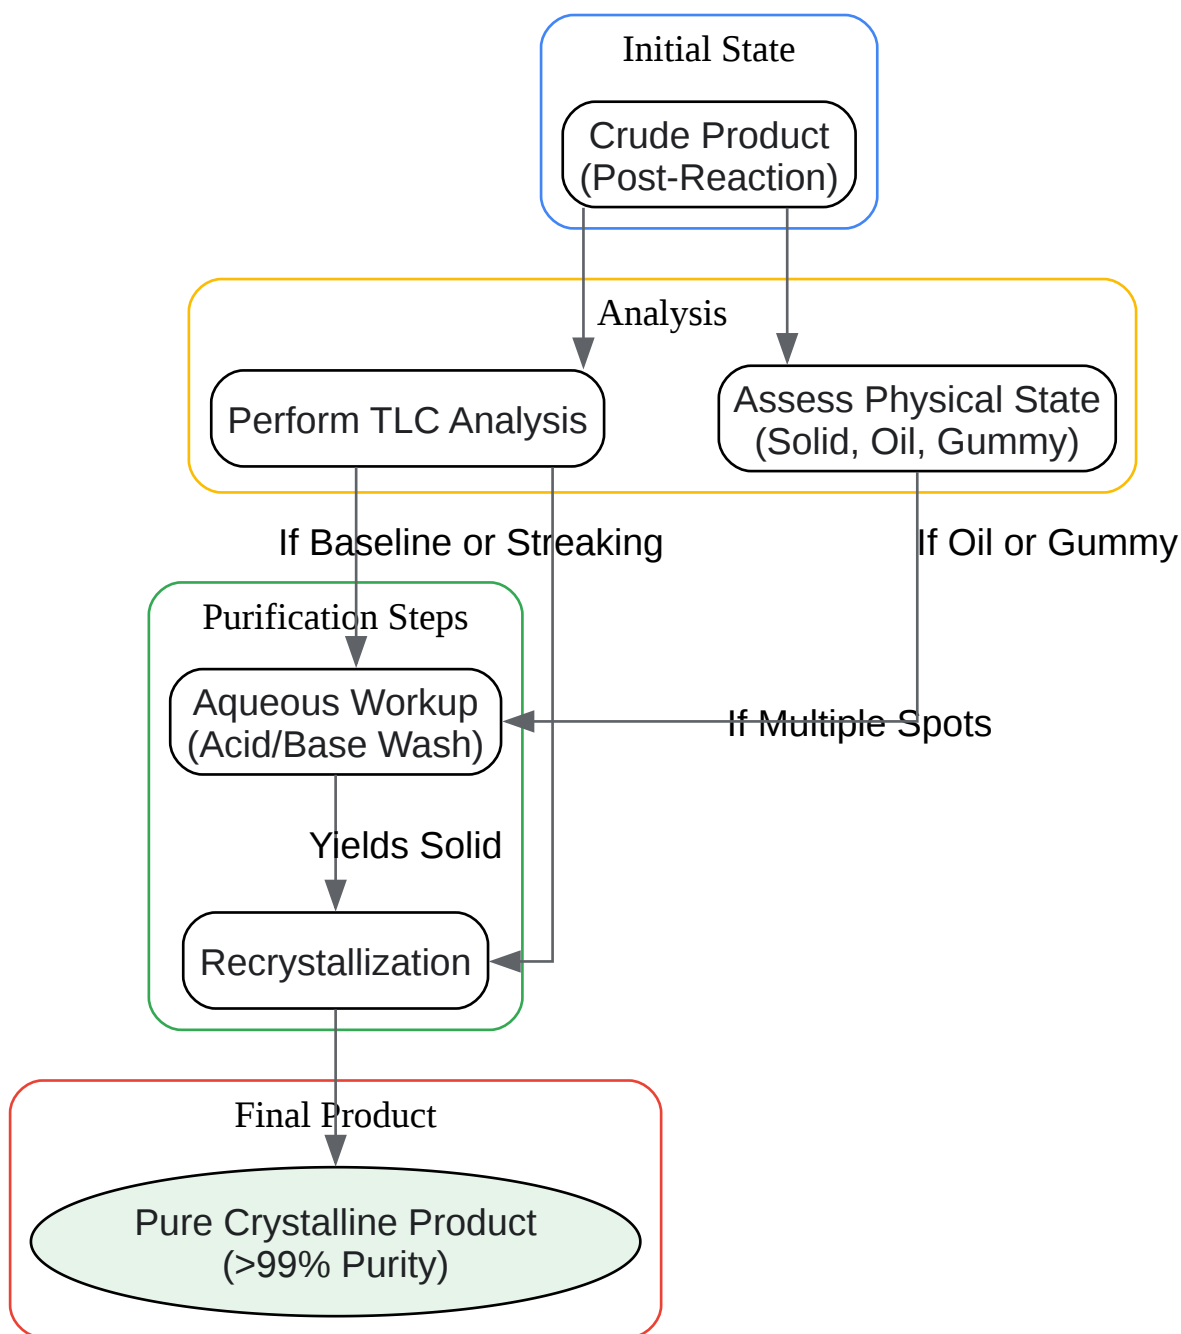 Initial State
Crude Product
(Post-Reaction)
Analysis
Perform TLC Analysis
Assess Physical State
(Solid, Oil, Gummy)
If Baseline or Streaking
If Oil or Gummy
Purification Steps
Aqueous Workup
(Acid/Base Wash)
If Multiple Spots
Yields Solid
Recrystallization
Final Product
Pure Crystalline Product
(>99% Purity)